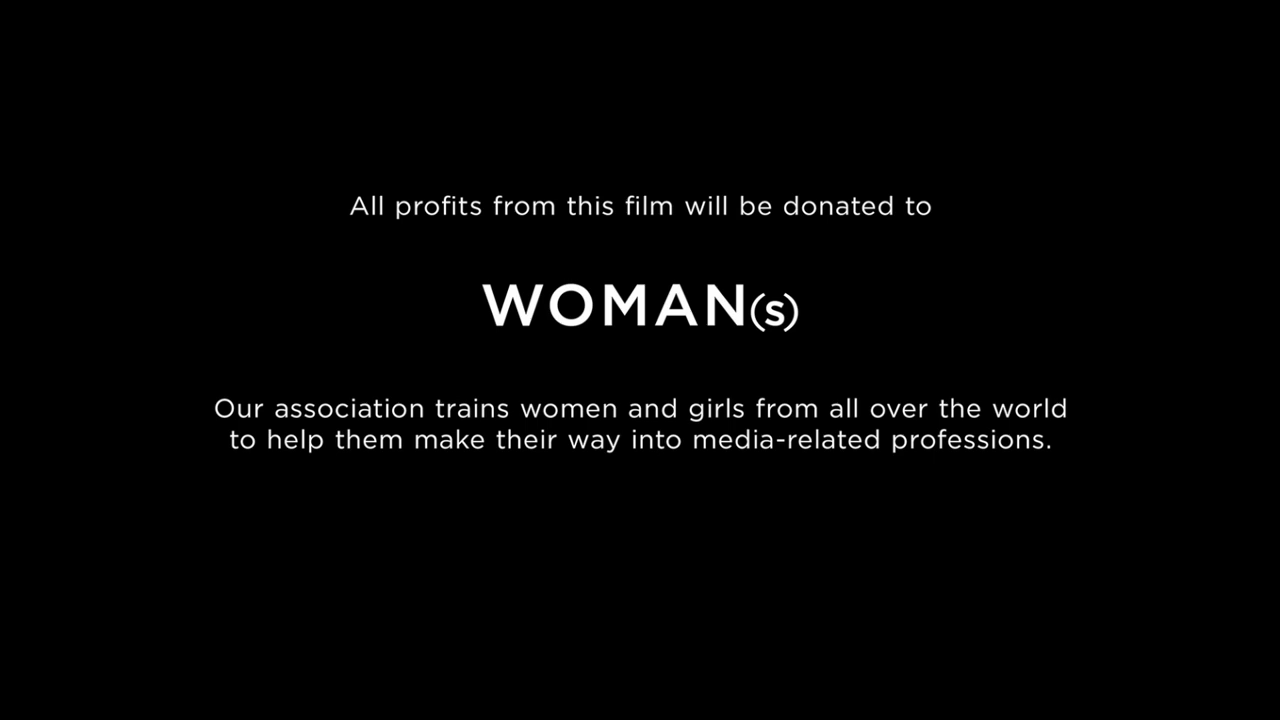 All profits from this film will be donated to
WOMAN(s)
Our association trains women and girls from all over the world
to help them make their way into media-related professions.